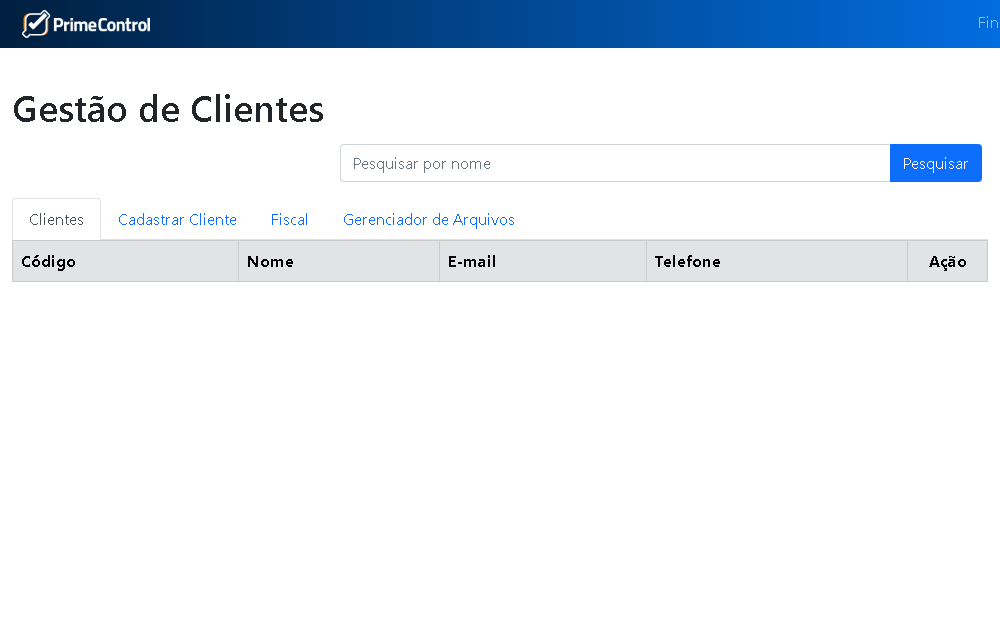 PrimeControl
Fin
Gestão de Clientes
Pesquisar por nome
Pesquisar
Clientes Cadastrar Cliente Fiscal Gerenciador de Arquivos
Código Nome E-mail Telefone Ação